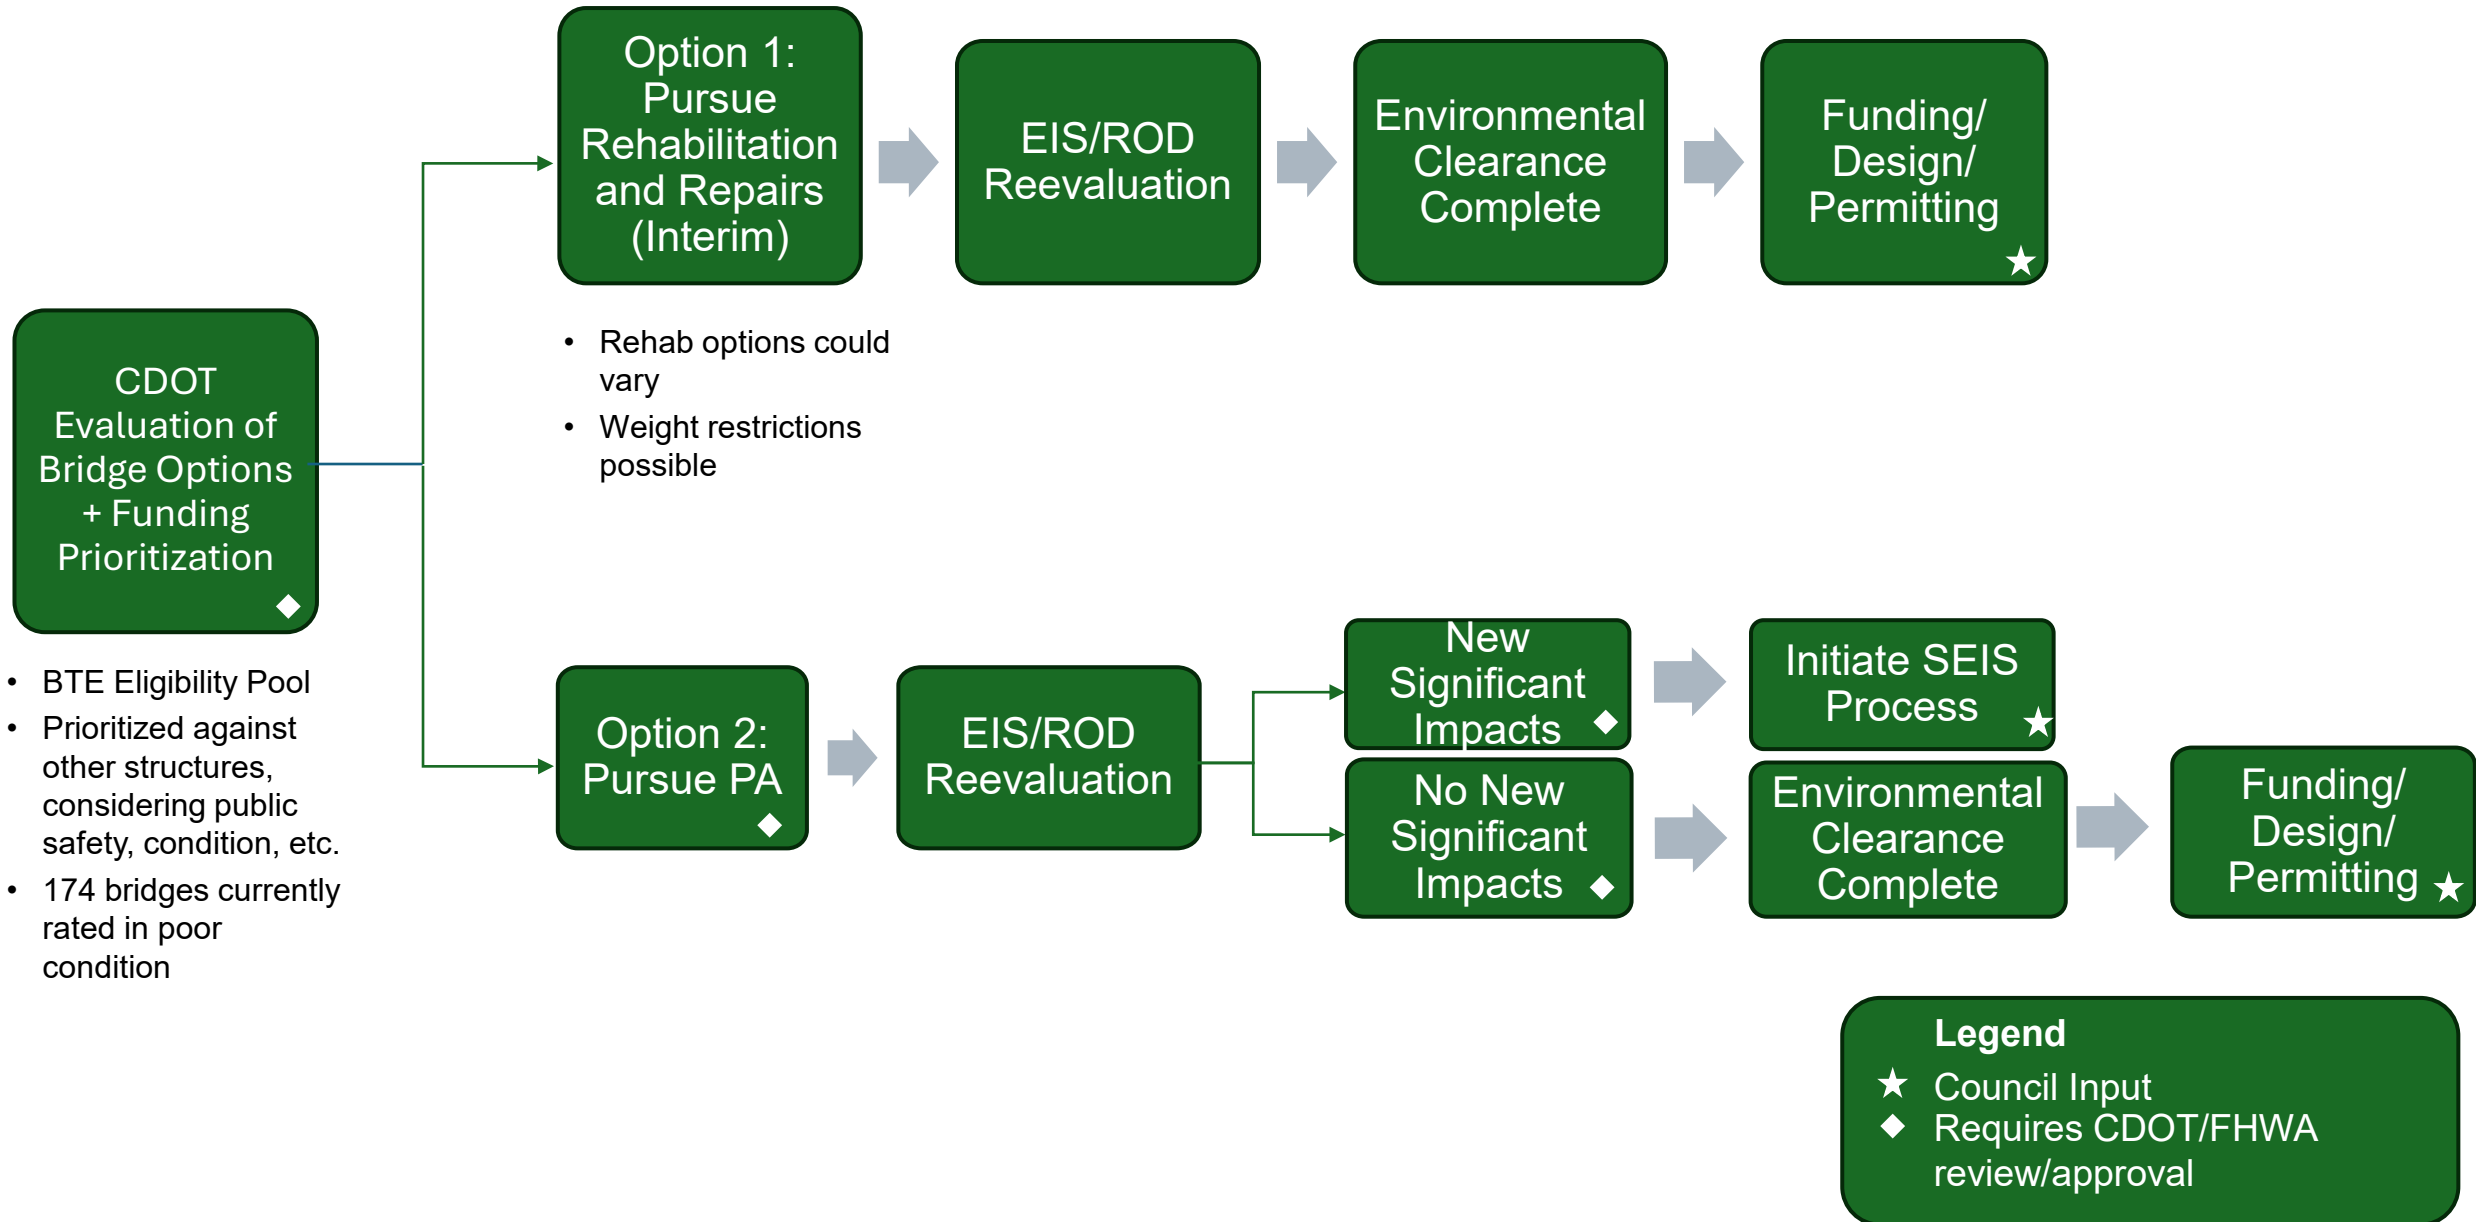 Option 1:
Pursue
Rehabilitation
and Repairs
(Interim)
EIS/ROD
Reevaluation
Environmental
Clearance
Complete
Funding/
Design/
Permitting
• Rehab options could
vary
• Weight restrictions
possible
CDOT
Evaluation of
Bridge Options
+ Funding
Prioritization
• BTE Eligibility Pool
• Prioritized against
other structures,
considering public
safety, condition, etc.
• 174 bridges currently
rated in poor
condition
Option 2:
Pursue PA
EIS/ROD
Reevaluation
New
Significant
Impacts
Initiate SEIS
Process
No New
Significant
Impacts
Environmental
Clearance
Complete
Funding/
Design/
Permitting
Legend
Council Input
Requires CDOT/FHWA
review/approval